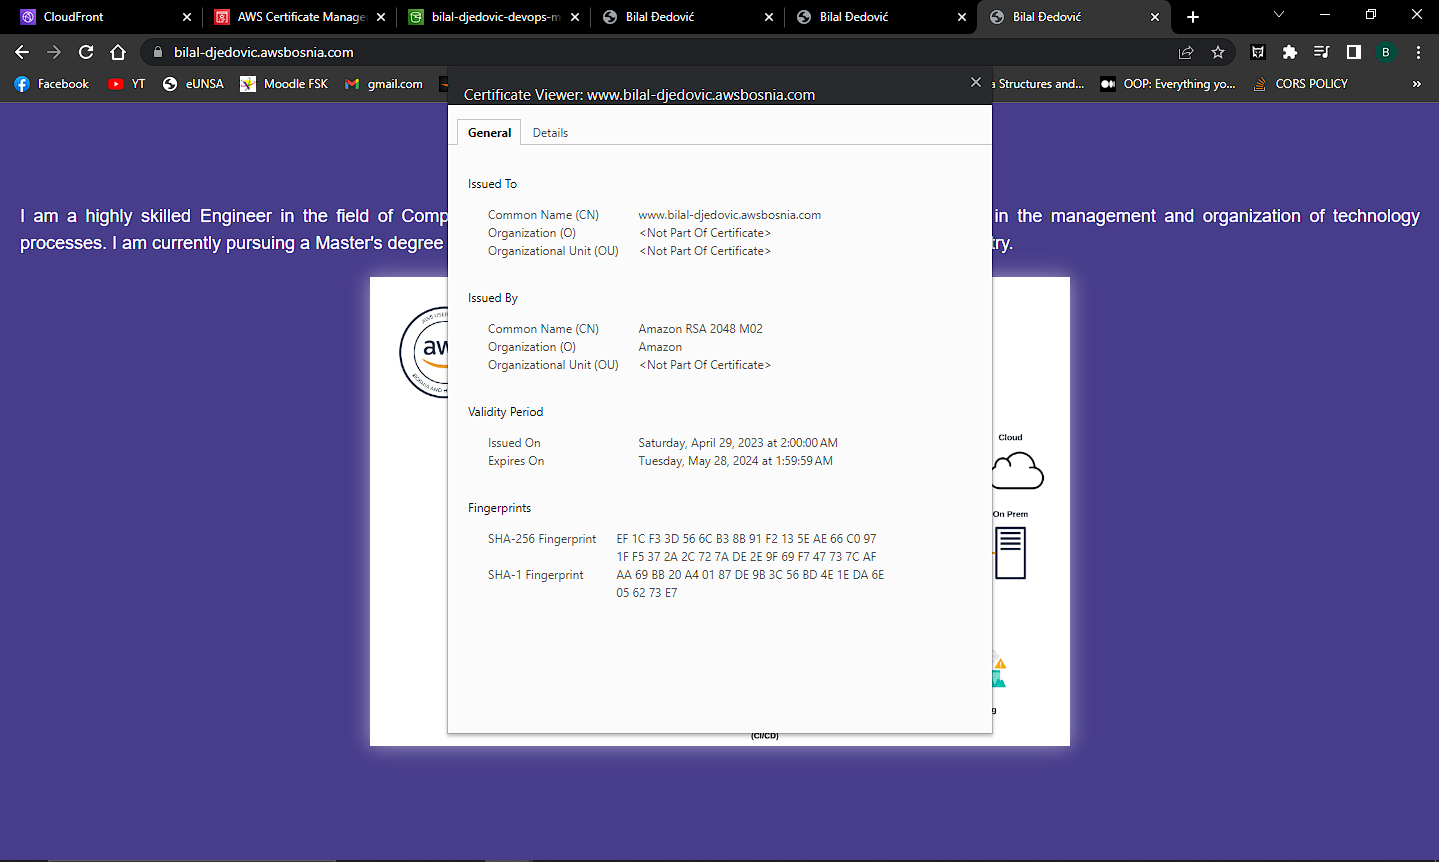 CloudFront
AWS Certificate Manage
bilal-djedovic-devops-m
Bilal Đedović
Bilal Đedović
Bilal Đedović
bilal-djedovic.awsbosnia.com
B
Facebook
YT
eUNSA
Moodle FSK
gmail.com
a Structures and...
OOP: Everything yo...
CORS POLICY
»
Certificate Viewer: www.bilal-djedovic.awsbosnia.com
General Details
I am a highly skilled Engineer in the field of Comp in the management and organization of technology
processes. I am currently pursuing a Master's degree try.
Issued To
Common Name (CN) www.bilal-djedovic.awsbosnia.com
Organization (O) <Not Part Of Certificate>
Organizational Unit (OU) <Not Part Of Certificate>
Issued By
Common Name (CN) Amazon RSA 2048 M02
Organization (O) Amazon
Organizational Unit (OU) <Not Part Of Certificate>
Validity Period
Issued On Saturday, April 29, 2023 at 2:00:00 AM
Expires On Tuesday, May 28, 2024 at 1:59:59 AM
Fingerprints
SHA-256 Fingerprint EF 1C F3 3D 56 6C B3 8B 91 F2 13 5E AE 66 C0 97
1F F5 37 2A 2C 72 7A DE 2E 9F 69 F7 47 73 7C AF
SHA-1 Fingerprint AA 69 BB 20 A4 01 87 DE 9B 3C 56 BD 4E 1E DA 6E
05 62 73 E7
aw
Cloud
On Prem
g
(CI/CD)